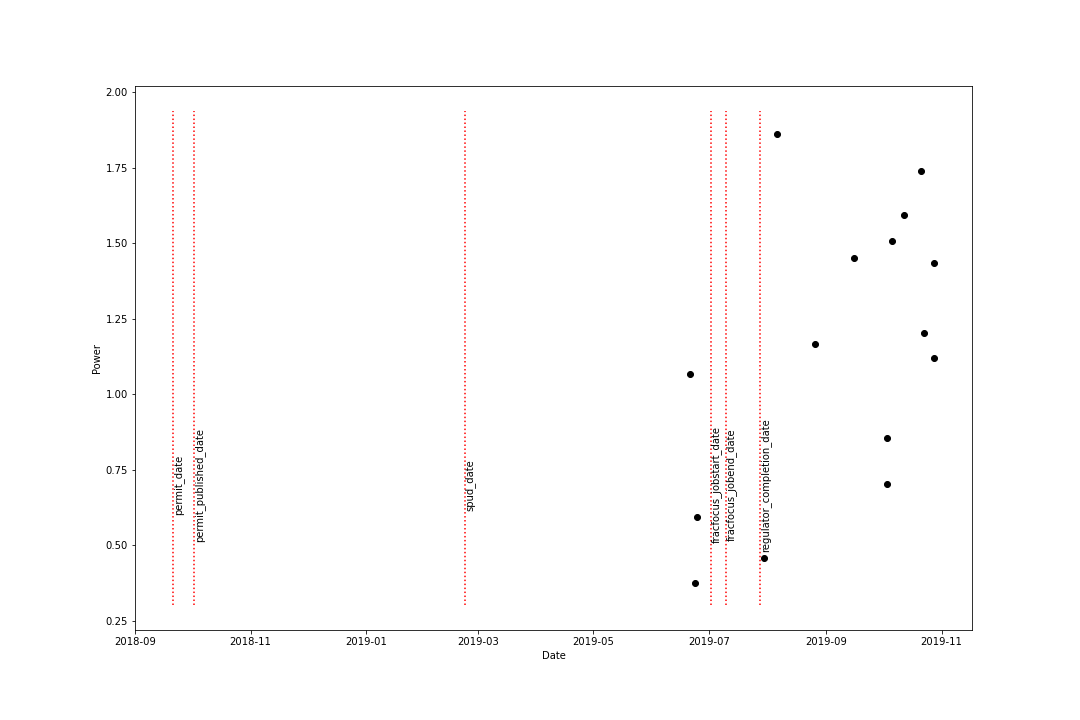 2.00
1.75
1.50
1.25
1.00
0.75
0.50
0.25
Power
permit_date
permit_published_date
spud_date
fracfocus_jobstart_date
fracfocus_jobend_date
regulator_completion_date
2018-09
2018-11
2019-01
2019-03
2019-05
2019-07
2019-09
2019-11
Date